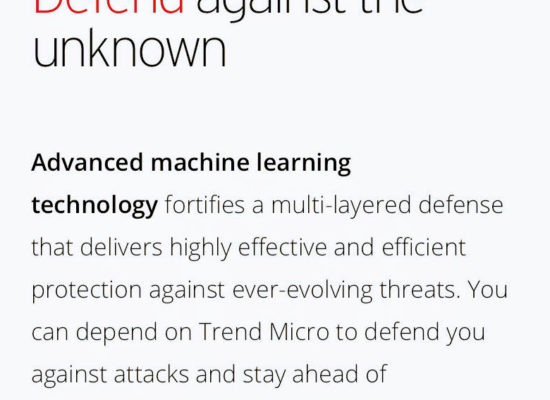 Defend against the
unknown
Advanced machine learning
technology fortifies a multi-layered defense
that delivers highly effective and efficient
protection against ever-evolving threats. You
can depend on Trend Micro to defend you
against attacks and stay ahead of